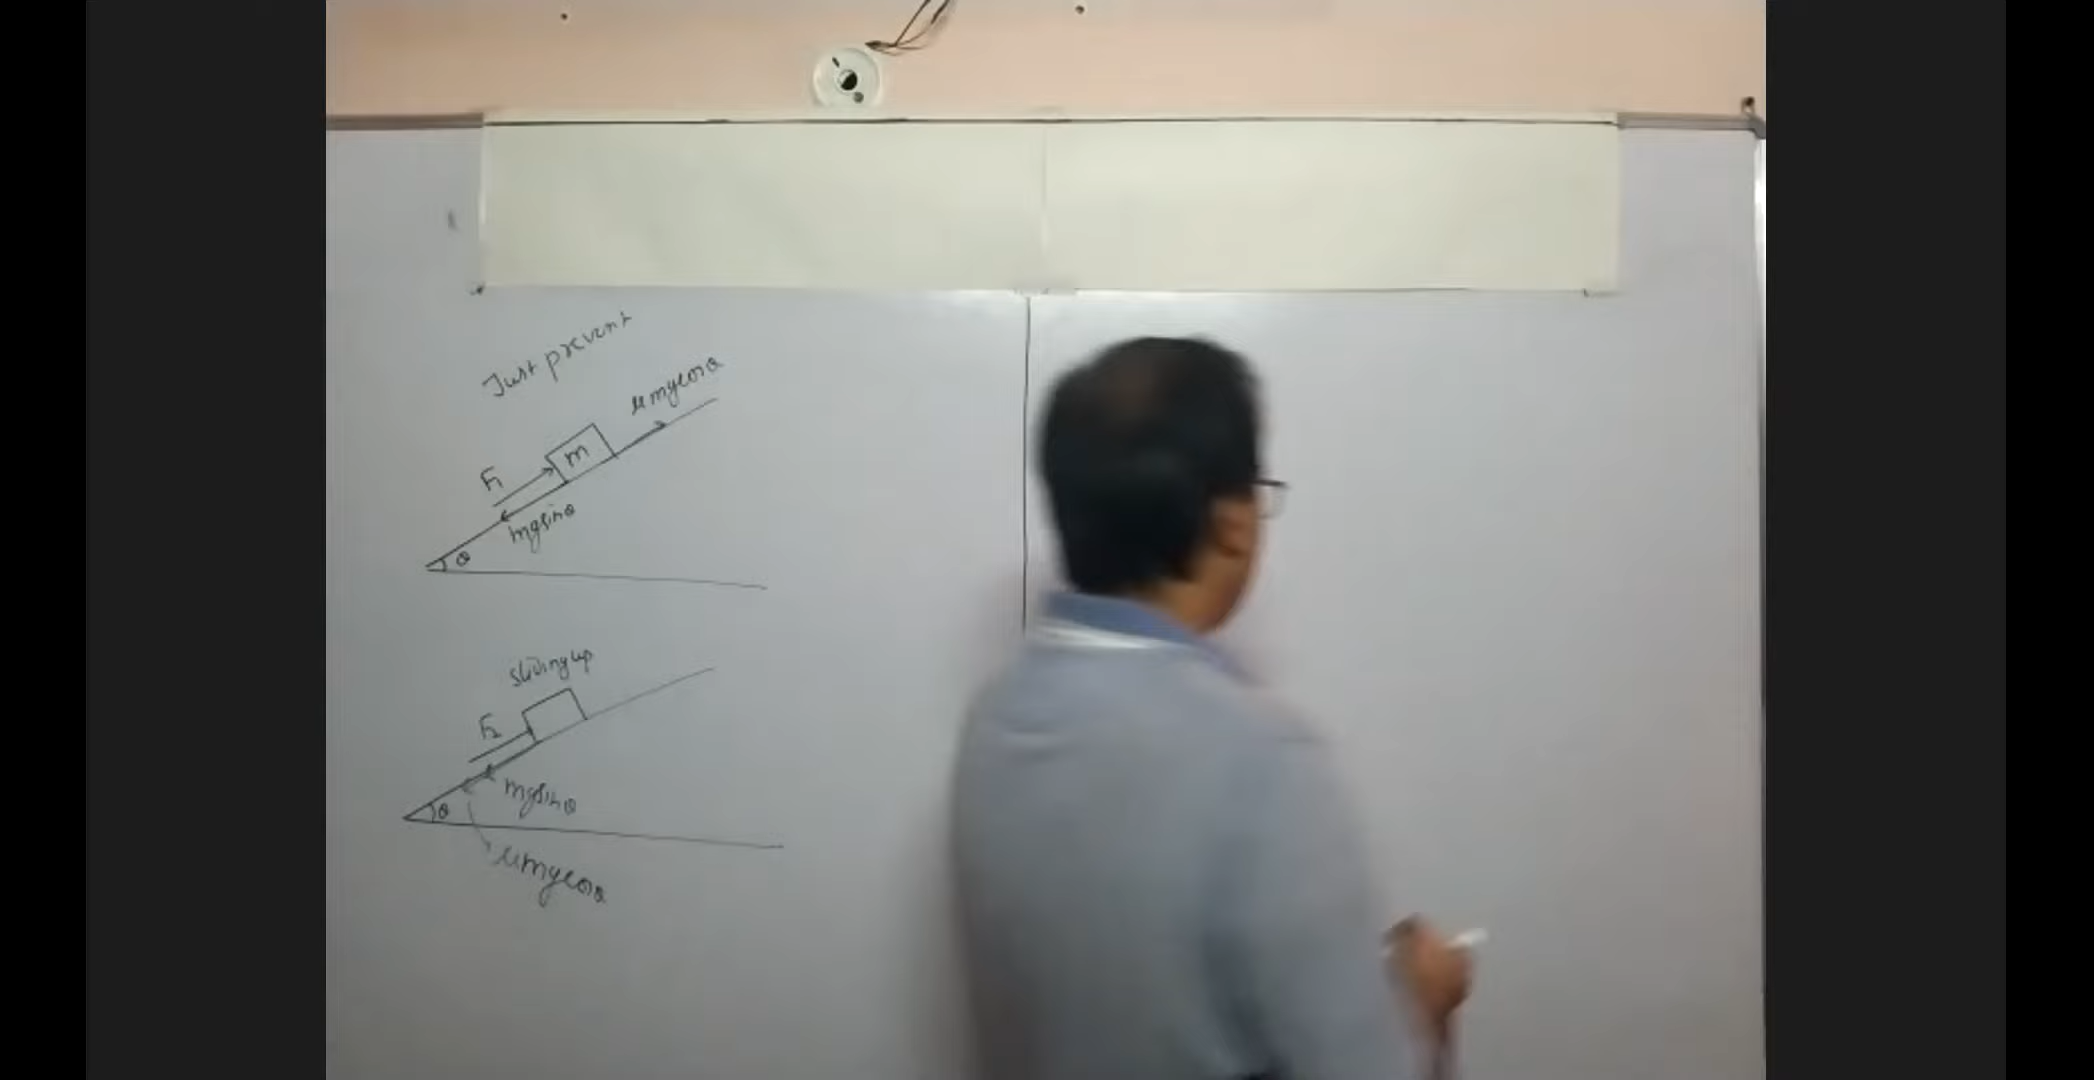 Just prevent
μmgcosθ
m
F₁
mgsinθ
θ
sliding up
F₂
mgsinθ
θ
μmgcosθ